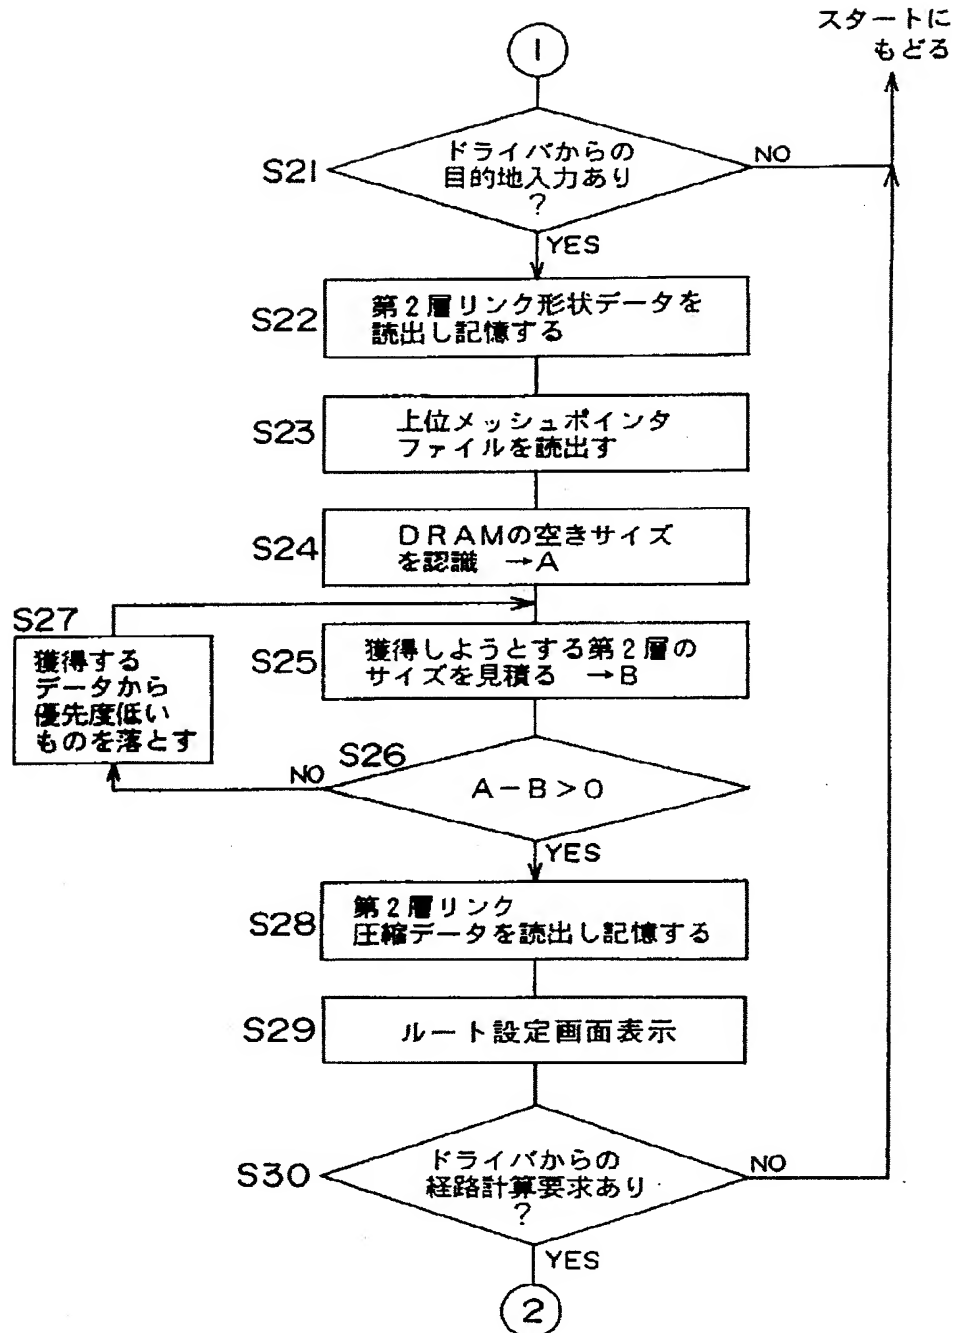 スタートに
もどる
1
S21
ドライバからの
目的地入力あり
?
NO
YES
S22
第2層リンク形状データを
読出し記憶する
S23
上位メッシュポインタ
ファイルを読出す
S24
DRAMの空きサイズ
を認識 →A
S27
獲得する
データから
優先度低い
ものを落とす
S25
獲得しようとする第2層の
サイズを見積る →B
S26
NO
A-B>0
YES
S28
第2層リンク
圧縮データを読出し記憶する
S29
ルート設定画面表示
S30
ドライバからの
経路計算要求あり
?
NO
YES
2